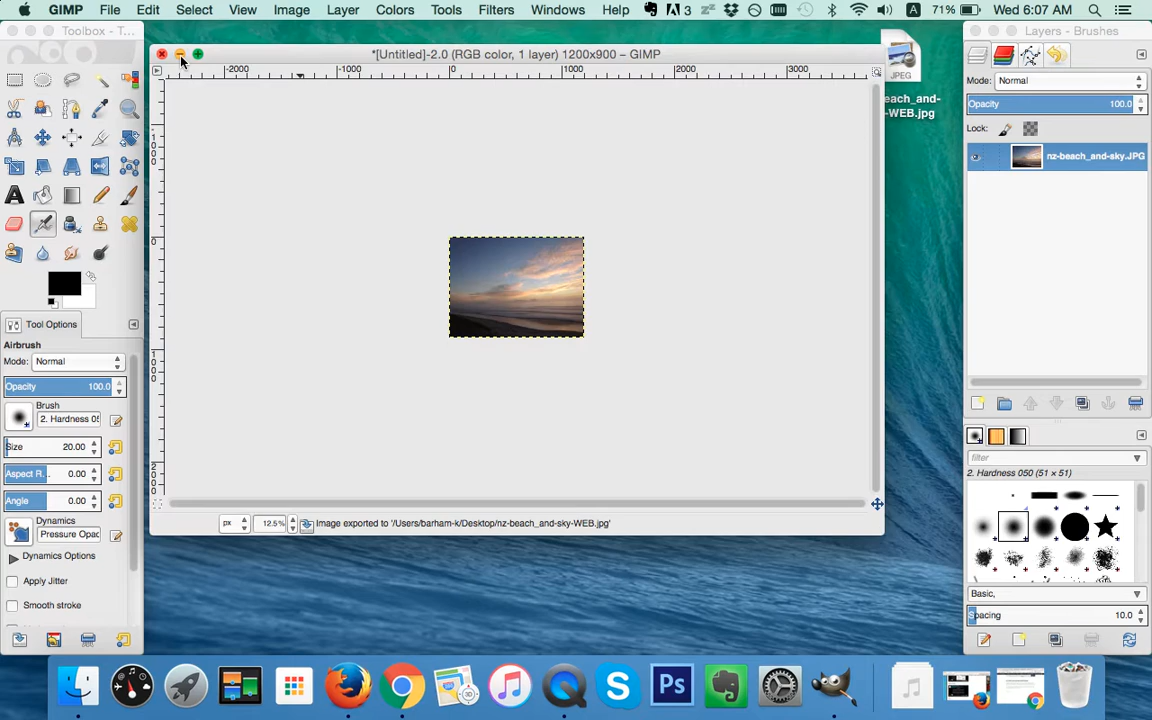 GIMP File Edit Select View Image Layer Colors Tools Filters Windows Help 3 A 71% Wed 6:07 AM
Toolbox - T...
*[Untitled]-2.0 (RGB color, 1 layer) 1200x900 – GIMP
Layers - Brushes
-2000 -1000 0 1000 2000 3000
JPEG
each_and-
-WEB.jpg
Mode: Normal
Opacity 100.0
Lock:
nz-beach_and-sky.JPG
Tool Options
Airbrush
Mode: Normal
Opacity 100.0
Brush
2. Hardness 05
Size 20.00
Aspect R... 0.00
Angle 0.00
Dynamics
Pressure Opac
Dynamics Options
Apply Jitter
Smooth stroke
px 12.5% Image exported to '/Users/barham-k/Desktop/nz-beach_and-sky-WEB.jpg'
filter
2. Hardness 050 (51 × 51)
Basic,
Spacing 10.0
S
Ps